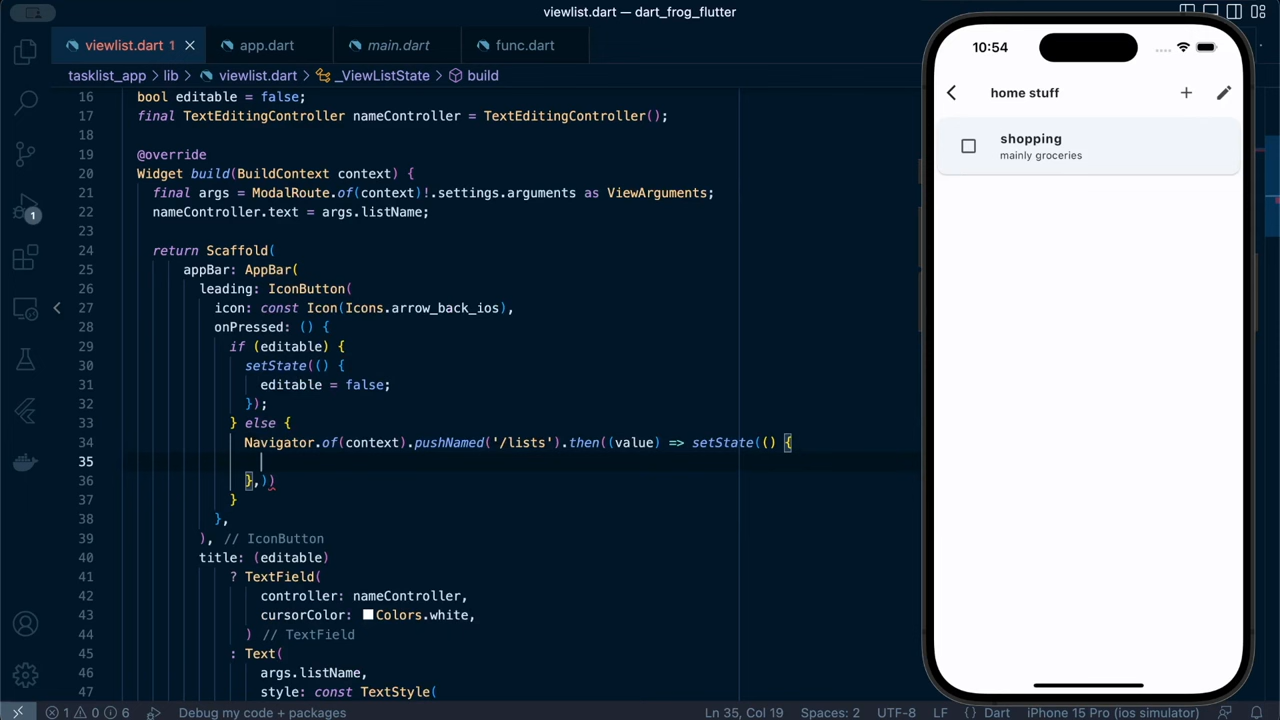 viewlist.dart — dart_frog_flutter
viewlist.dart 1
app.dart
main.dart
func.dart
tasklist_app › lib › viewlist.dart › _ViewListState › build
16 bool editable = false;
17 final TextEditingController nameController = TextEditingController();
18
19 @override
20 Widget build(BuildContext context) {
21 final args = ModalRoute.of(context)!.settings.arguments as ViewArguments;
22 nameController.text = args.listName;
23
24 return Scaffold(
25 appBar: AppBar(
26 leading: IconButton(
27 icon: const Icon(Icons.arrow_back_ios),
28 onPressed: () {
29 if (editable) {
30 setState(() {
31 editable = false;
32 });
33 } else {
34 Navigator.of(context).pushNamed('/lists').then((value) => setState(() {
35
36 },))
37 }
38 },
39 ), // IconButton
40 title: (editable)
41 ? TextField(
42 controller: nameController,
43 cursorColor: Colors.white,
44 ) // TextField
45 : Text(
46 args.listName,
47 style: const TextStyle(
1
1 0 6 Debug my code + packages
Ln 35, Col 19 Spaces: 2 UTF-8 LF {} Dart iPhone 15 Pro (ios simulator)
10:54
home stuff
shopping
mainly groceries